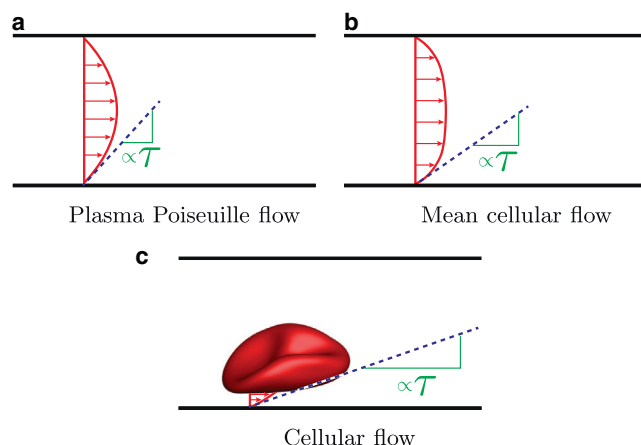 a
b
∝τ
∝τ
Plasma Poiseuille flow
Mean cellular flow
c
∝τ
Cellular flow